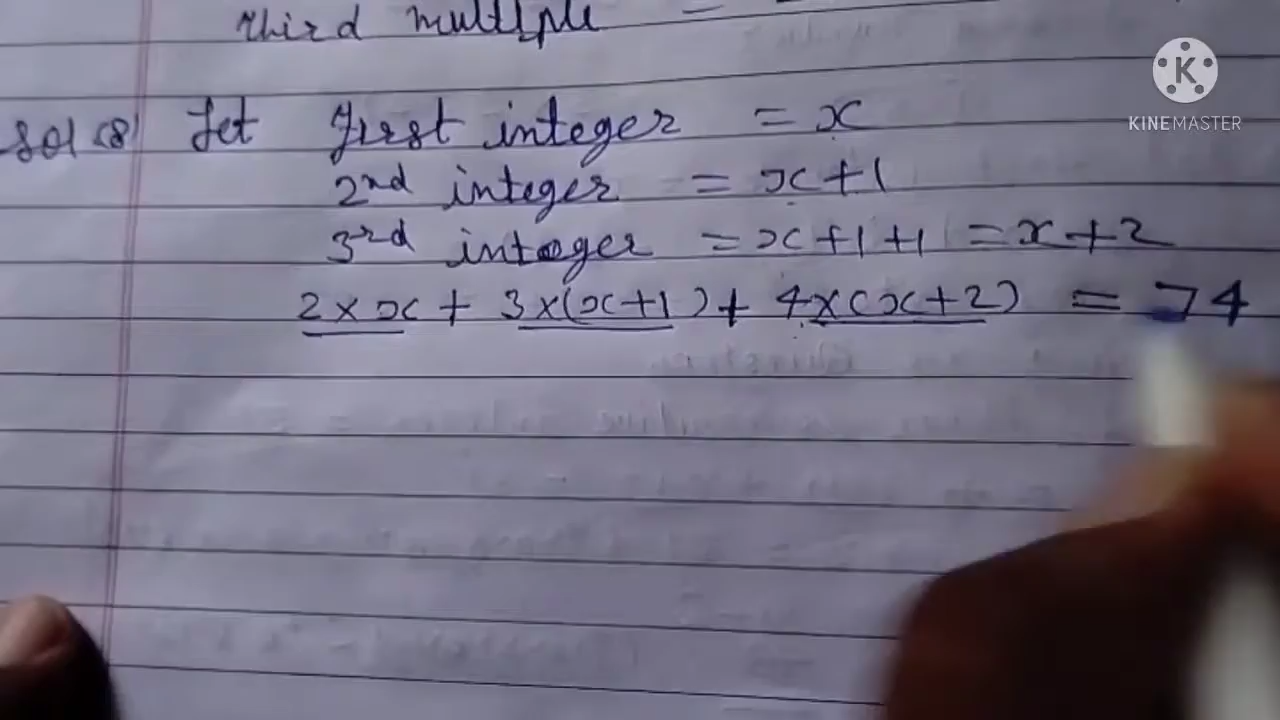 third multiple =
K
KINEMASTER
Sol (8) Let first integer = x
2nd integer = x+1
3rd integer = x+1+1 = x+2
2×x + 3×(x+1) + 4×(x+2) = 74